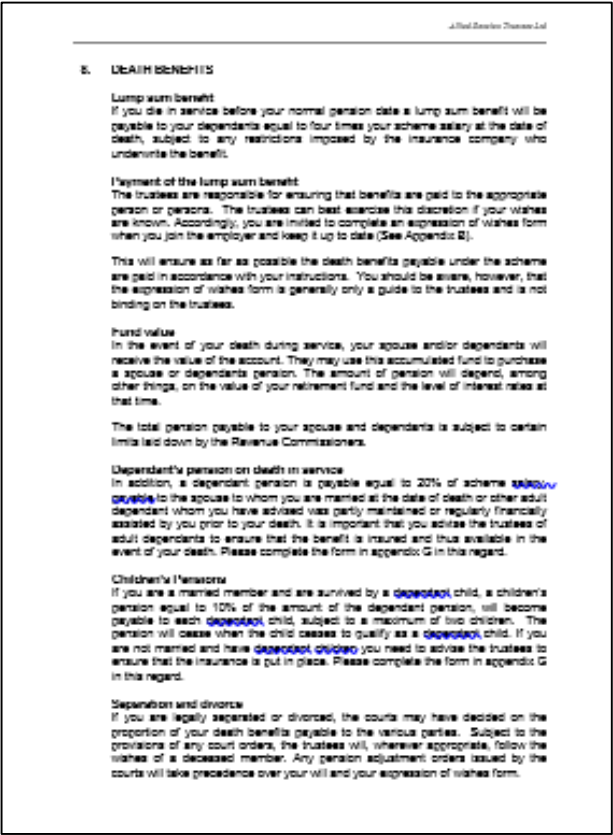 8. DEATH BENEFITS
Lump sum benefit
If you die in service before your normal pension date a lump sum benefit will be
payable to your dependants equal to four times your scheme salary at the date of
death, subject to any restrictions imposed by the insurance company who
underwrite the benefit.
Payment of the lump sum benefit
The trustees are responsible for ensuring that benefits are paid to the appropriate
person or persons. The trustees can best exercise this discretion if your wishes
are known. Accordingly, you are invited to complete an expression of wishes form
when you join the employer and keep it up to date (See Appendix B).
This will ensure as far as possible the death benefits payable under the scheme
are paid in accordance with your instructions. You should be aware, however, that
the expression of wishes form is generally only a guide to the trustees and is not
binding on the trustees.
Fund value
In the event of your death during service, your spouse and/or dependants will
receive the value of the account. They may use this accumulated fund to purchase
a spouse or dependants pension. The amount of pension will depend, among
other things, on the value of your retirement fund and the level of interest rates at
that time.
The total pension payable to your spouse and dependants is subject to certain
limits laid down by the Revenue Commissioners.
Dependant's pension on death in service
In addition, a dependant pension is payable equal to 20% of scheme salary
payable to the spouse to whom you are married at the date of death or other adult
dependant whom you have advised was partly maintained or regularly financially
assisted by you prior to your death. It is important that you advise the trustees of
adult dependants to ensure that the benefit is insured and thus available in the
event of your death. Please complete the form in appendix G in this regard.
Children's Pensions
If you are a married member and are survived by a dependant child, a children's
pension equal to 10% of the amount of the dependant pension, will become
payable to each dependant child, subject to a maximum of two children. The
pension will cease when the child ceases to qualify as a dependant child. If you
are not married and have dependant children you need to advise the trustees to
ensure that the insurance is put in place. Please complete the form in appendix G
in this regard.
Separation and divorce
If you are legally separated or divorced, the courts may have decided on the
proportion of your death benefits payable to the various parties. Subject to the
provisions of any court orders, the trustees will, wherever appropriate, follow the
wishes of a deceased member. Any pension adjustment orders issued by the
courts will take precedence over your will and your expression of wishes form.